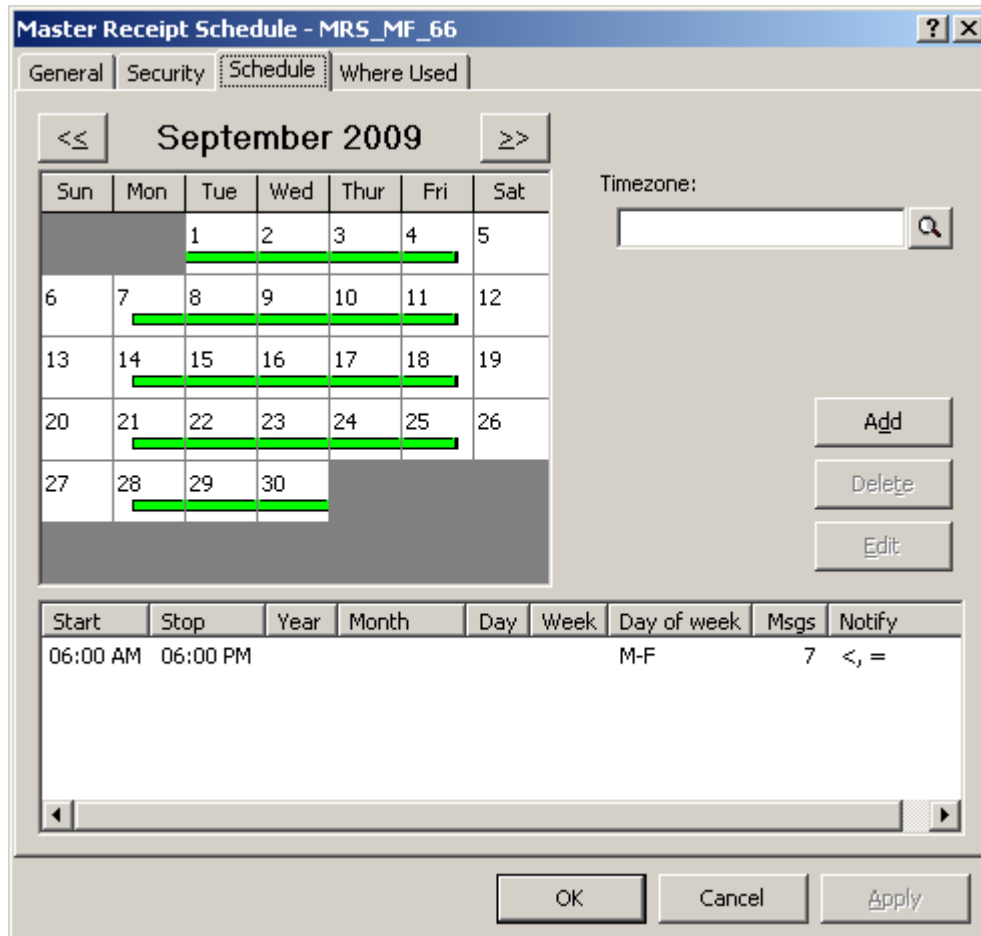 Master Receipt Schedule - MRS_MF_66
? ×
General Security Schedule Where Used
<< September 2009 >>
Sun Mon Tue Wed Thur Fri Sat
1 2 3 4 5
6 7 8 9 10 11 12
13 14 15 16 17 18 19
20 21 22 23 24 25 26
27 28 29 30
Timezone:
Add
Delete
Edit
Start Stop Year Month Day Week Day of week Msgs Notify
06:00 AM 06:00 PM M-F 7 <, =
OK Cancel Apply